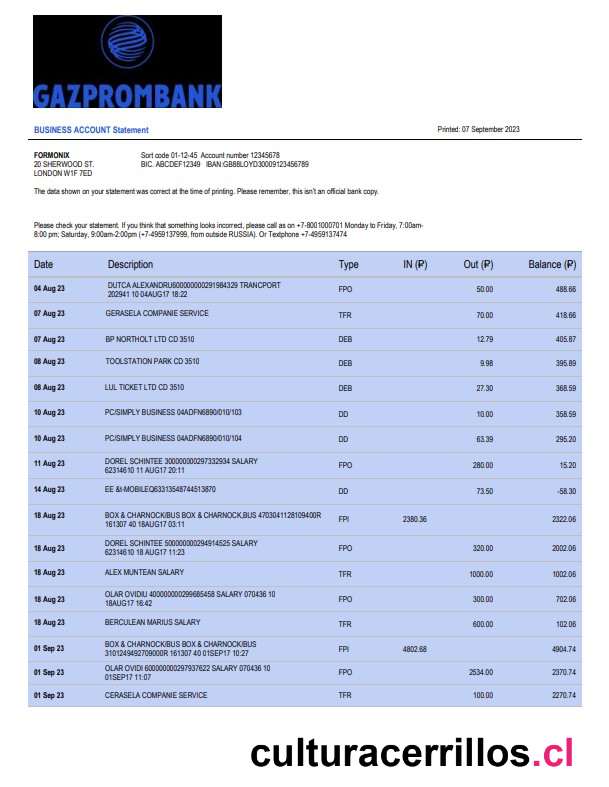 GAZPROMBANK
BUSINESS ACCOUNT Statement
Printed: 07 September 2023
FORMONIX
20 SHERWOOD ST.
LONDON W1F 7ED
Sort code 01-12-45 Account number 12345678
BIC. ABCDEF12349 IBAN:GB88LOYD30009123456789
The data shown on your statement was correct at the time of printing. Please remember, this isn't an official bank copy.
Please check your statement. If you think that something looks incorrect, please call as on +7-8001000701 Monday to Friday, 7:00am-
8:00 pm; Saturday, 9:00am-2:00pm (+7-4959137999, from outside RUSSIA). Or Textphone +7-4959137474
Date Description Type IN (₽) Out (₽) Balance (₽)
04 Aug 23 DUTCA ALEXANDRU600000000291984329 TRANCPORT FPO 50.00 488.66
202941 10 04AUG17 18:22
07 Aug 23 GERASELA COMPANIE SERVICE TFR 70.00 418.66
07 Aug 23 BP NORTHOLT LTD CD 3510 DEB 12.79 405.87
08 Aug 23 TOOLSTATION PARK CD 3510 DEB 9.98 395.89
08 Aug 23 LUL TICKET LTD CD 3510 DEB 27.30 368.59
10 Aug 23 PC/SIMPLY BUSINESS 04ADFN6890/010/103 DD 10.00 358.59
10 Aug 23 PC/SIMPLY BUSINESS 04ADFN6890/010/104 DD 63.39 295.20
11 Aug 23 DOREL SCHINTEE 300000000297332934 SALARY FPO 280.00 15.20
62314610 11 AUG17 20:11
14 Aug 23 EE &t-MOBILEQ63313548744513870 DD 73.50 -58.30
18 Aug 23 BOX & CHARNOCK/BUS BOX & CHARNOCK,BUS 4703041128109400R FPI 2380.36 2322.06
161307 40 18AUG17 03:11
18 Aug 23 DOREL SCHINTEE 500000000294914525 SALARY FPO 320.00 2002.06
62314610 18 AUG17 11:23
18 Aug 23 ALEX MUNTEAN SALARY TFR 1000.00 1002.06
18 Aug 23 OLAR OVIDIU 400000000299685458 SALARY 070436 10 FPO 300.00 702.06
18AUG17 16:42
18 Aug 23 BERCULEAN MARIUS SALARY TFR 600.00 102.06
01 Sep 23 BOX & CHARNOCK/BUS BOX & CHARNOCK/BUS FPI 4802.68 4904.74
3101249492709000R 161307 40 01SEP17 10:27
01 Sep 23 OLAR OVIDI 600000000297937622 SALARY 070436 10 FPO 2534.00 2370.74
01SEP17 11:07
01 Sep 23 CERASELA COMPANIE SERVICE TFR 100.00 2270.74
culturacerrillos.cl